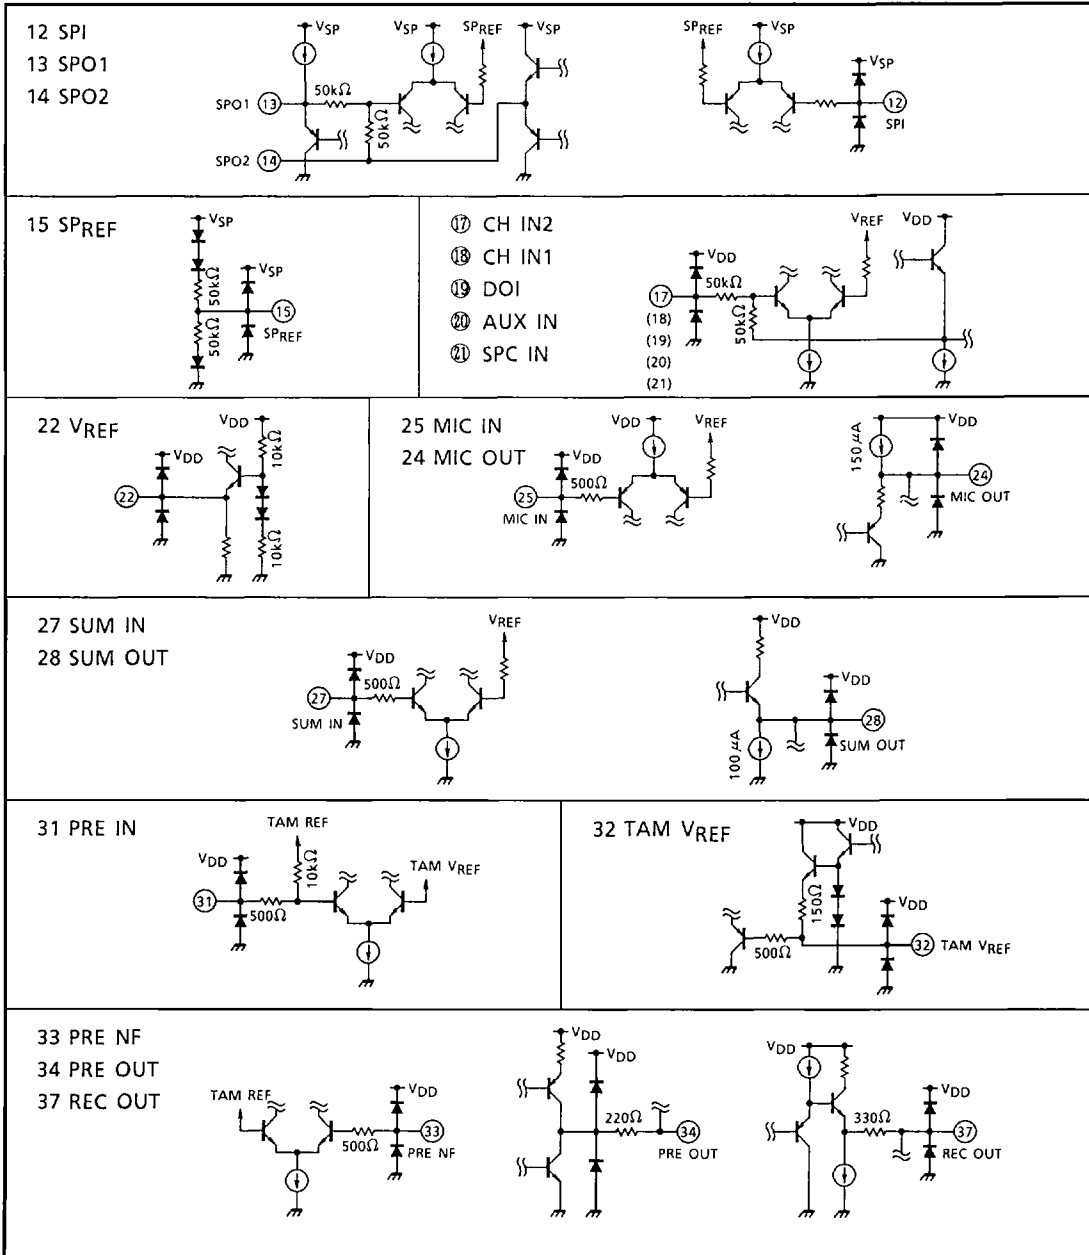 12 SPI
13 SPO1
14 SPO2
VSP
VSP
SPREF
VSP
SPO1
13
50kΩ
50kΩ
SPO2
14
SPREF
VSP
VSP
12
SPI
15 SPREF
VSP
50kΩ
VSP
15
50kΩ
SPREF
17 CH IN2
18 CH IN1
19 DOI
20 AUX IN
21 SPC IN
VREF
VDD
VDD
17
50kΩ
50kΩ
(18)
(19)
(20)
(21)
22 VREF
VDD
10kΩ
VDD
22
10kΩ
25 MIC IN
24 MIC OUT
VDD
VREF
VDD
500Ω
25
MIC IN
VDD
150μA
24
MIC OUT
27 SUM IN
28 SUM OUT
VREF
VDD
500Ω
27
SUM IN
VDD
VDD
28
100μA
SUM OUT
31 PRE IN
TAM REF
VDD
10kΩ
TAM VREF
31
500Ω
32 TAM VREF
VDD
150Ω
VDD
500Ω
32
TAM VREF
33 PRE NF
34 PRE OUT
37 REC OUT
TAM REF
VDD
500Ω
33
PRE NF
VDD
VDD
220Ω
34
PRE OUT
VDD
VDD
330Ω
37
REC OUT